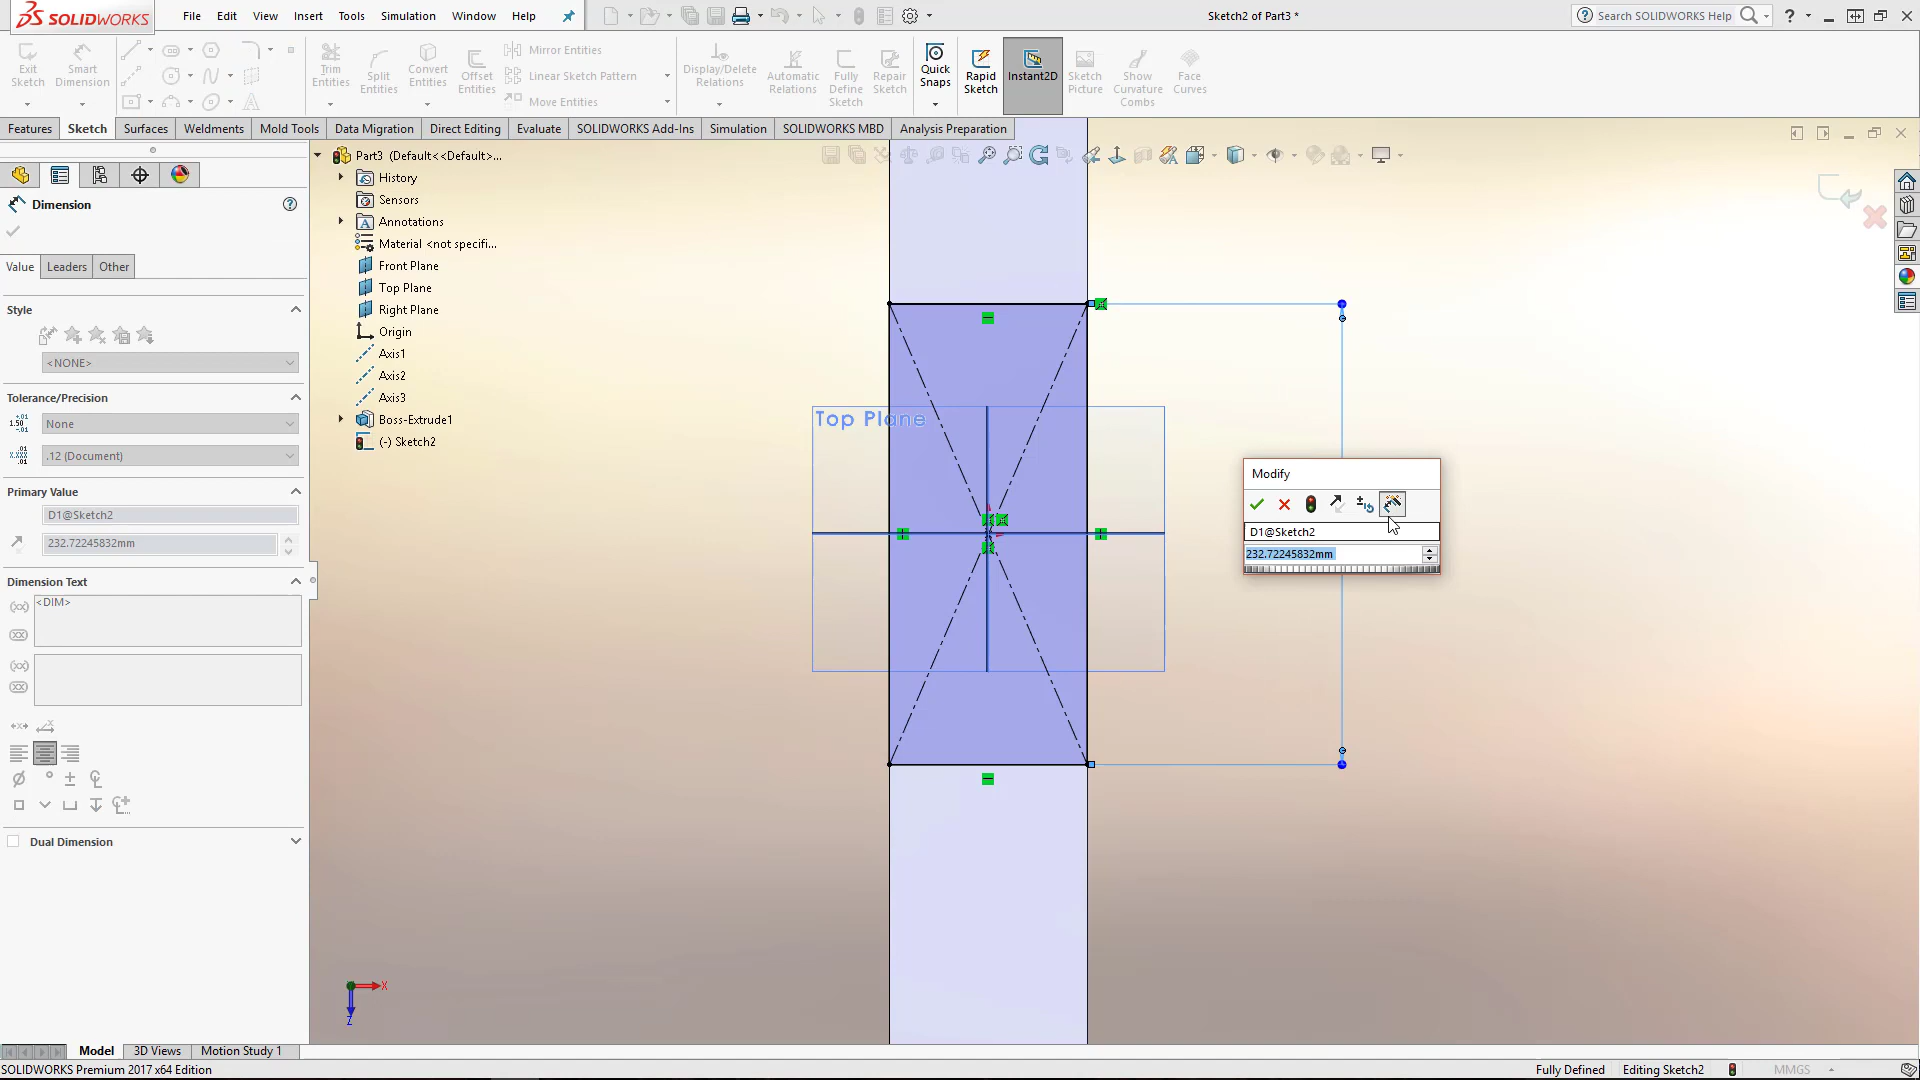 SOLIDWORKS File Edit View Insert Tools Simulation Window Help Sketch2 of Part3 * Search SOLIDWORKS Help ?
Exit Sketch
Smart Dimension
Trim Entities
Split Entities
Convert Entities
Offset Entities
Mirror Entities
Linear Sketch Pattern
Move Entities
Display/Delete Relations
Automatic Relations
Fully Define Sketch
Repair Sketch
Quick Snaps
Rapid Sketch
Instant2D
Sketch Picture
Show Curvature Combs
Face Curves
Features Sketch Surfaces Weldments Mold Tools Data Migration Direct Editing Evaluate SOLIDWORKS Add-Ins Simulation SOLIDWORKS MBD Analysis Preparation
Dimension
Value Leaders Other
Style
<NONE>
Tolerance/Precision
None
.12 (Document)
Primary Value
D1@Sketch2
232.72245832mm
Dimension Text
<DIM>
Dual Dimension
Part3 (Default<<Default>...
History
Sensors
Annotations
Material <not specifi...
Front Plane
Top Plane
Right Plane
Origin
Axis1
Axis2
Axis3
Boss-Extrude1
(-) Sketch2
Top Plane
Modify
D1@Sketch2
232.72245832mm
X
Z
Model 3D Views Motion Study 1
SOLIDWORKS Premium 2017 x64 Edition Fully Defined Editing Sketch2 MMGS